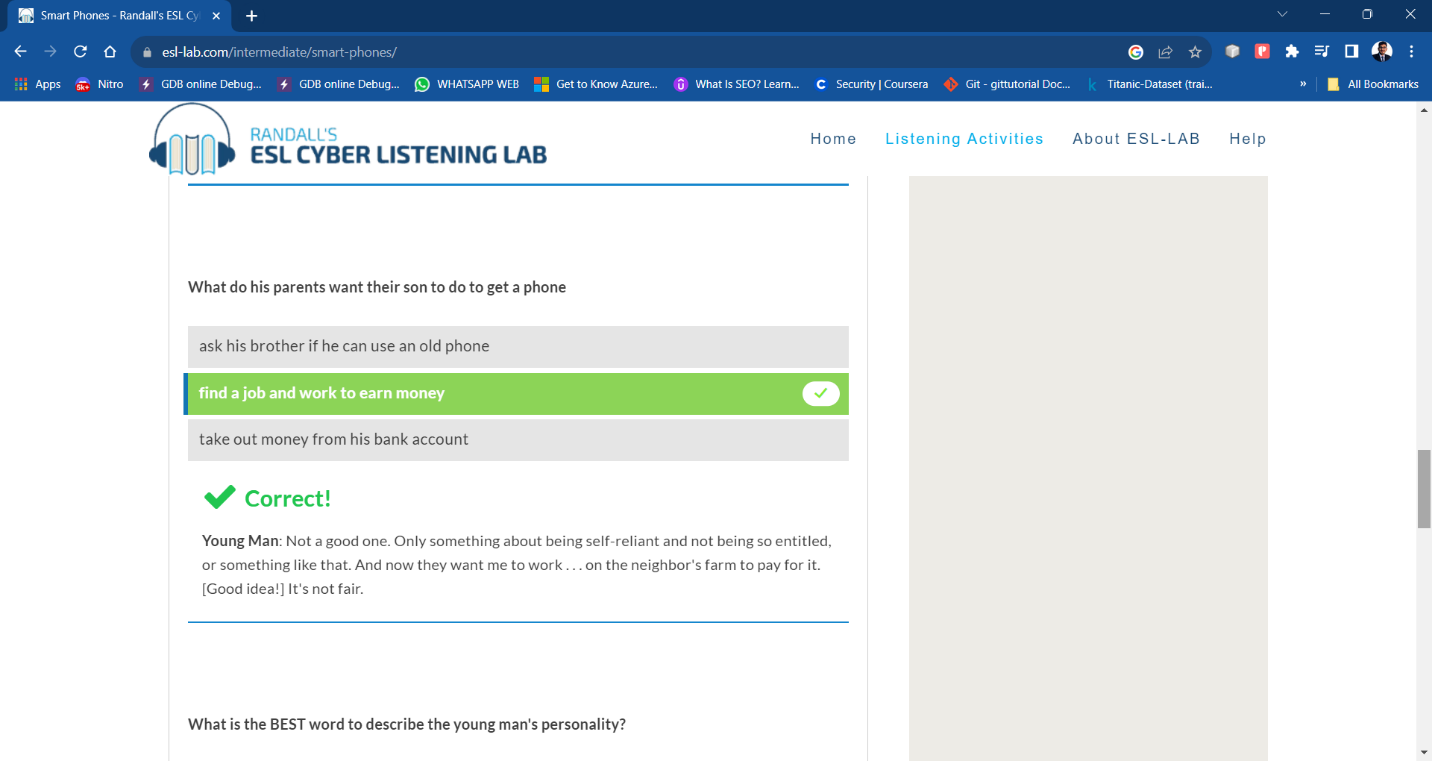 Smart Phones - Randall's ESL Cy
esl-lab.com/intermediate/smart-phones/
Apps Nitro GDB online Debug... GDB online Debug... WHATSAPP WEB Get to Know Azure... What Is SEO? Learn... Security | Coursera Git - gittutorial Doc... Titanic-Dataset (trai... » All Bookmarks
RANDALL'S
ESL CYBER LISTENING LAB
Home Listening Activities About ESL-LAB Help
What do his parents want their son to do to get a phone
ask his brother if he can use an old phone
find a job and work to earn money
take out money from his bank account
Correct!
Young Man: Not a good one. Only something about being self-reliant and not being so entitled,
or something like that. And now they want me to work . . . on the neighbor's farm to pay for it.
[Good idea!] It's not fair.
What is the BEST word to describe the young man's personality?